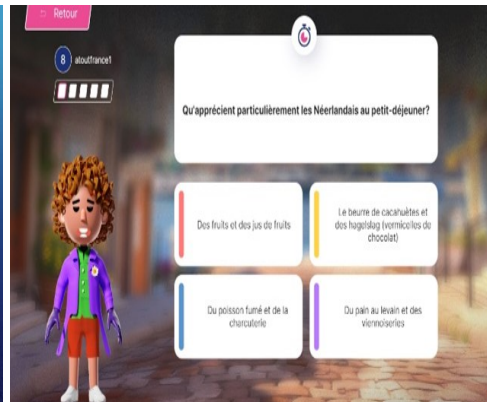 Retour
8 atoutfrance1
Qu'apprécient particulièrement les Néerlandais au petit-déjeuner?
Des fruits et des jus de fruits
Le beurre de cacahuètes et
des hagelslag (vermicelles de
chocolat)
Du poisson fumé et de la
charcuterie
Du pain au levain et des
viennoiseries